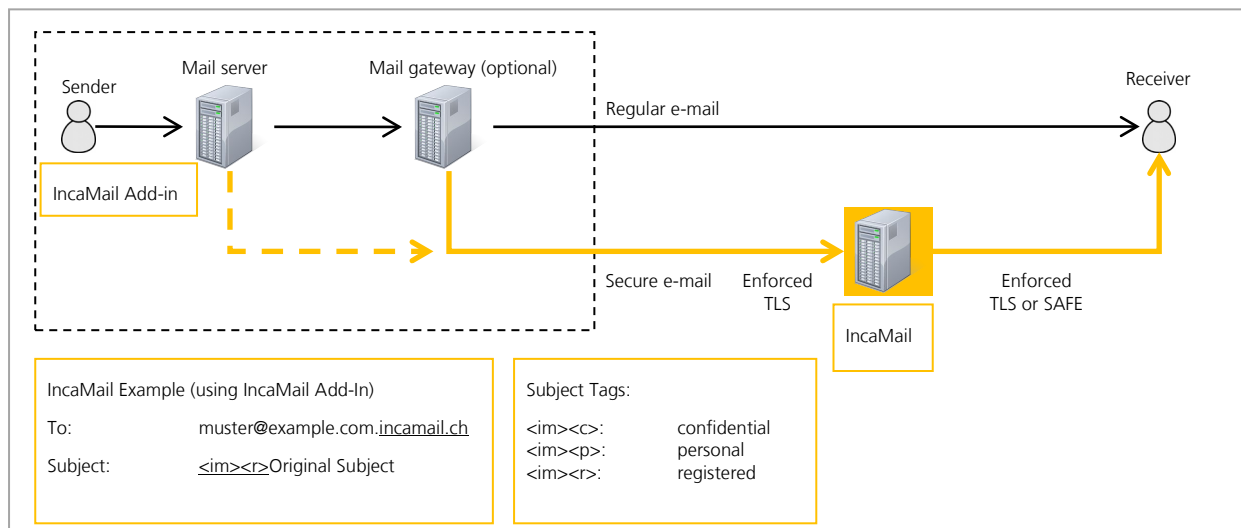 Sender
Mail server
Mail gateway (optional)
Receiver
Regular e-mail
IncaMail Add-in
Secure e-mail
Enforced
TLS
Enforced
TLS or SAFE
IncaMail
IncaMail Example (using IncaMail Add-In)
To: muster@example.com.incamail.ch
Subject: <im><r>Original Subject
Subject Tags:
<im><c>: confidential
<im><p>: personal
<im><r>: registered